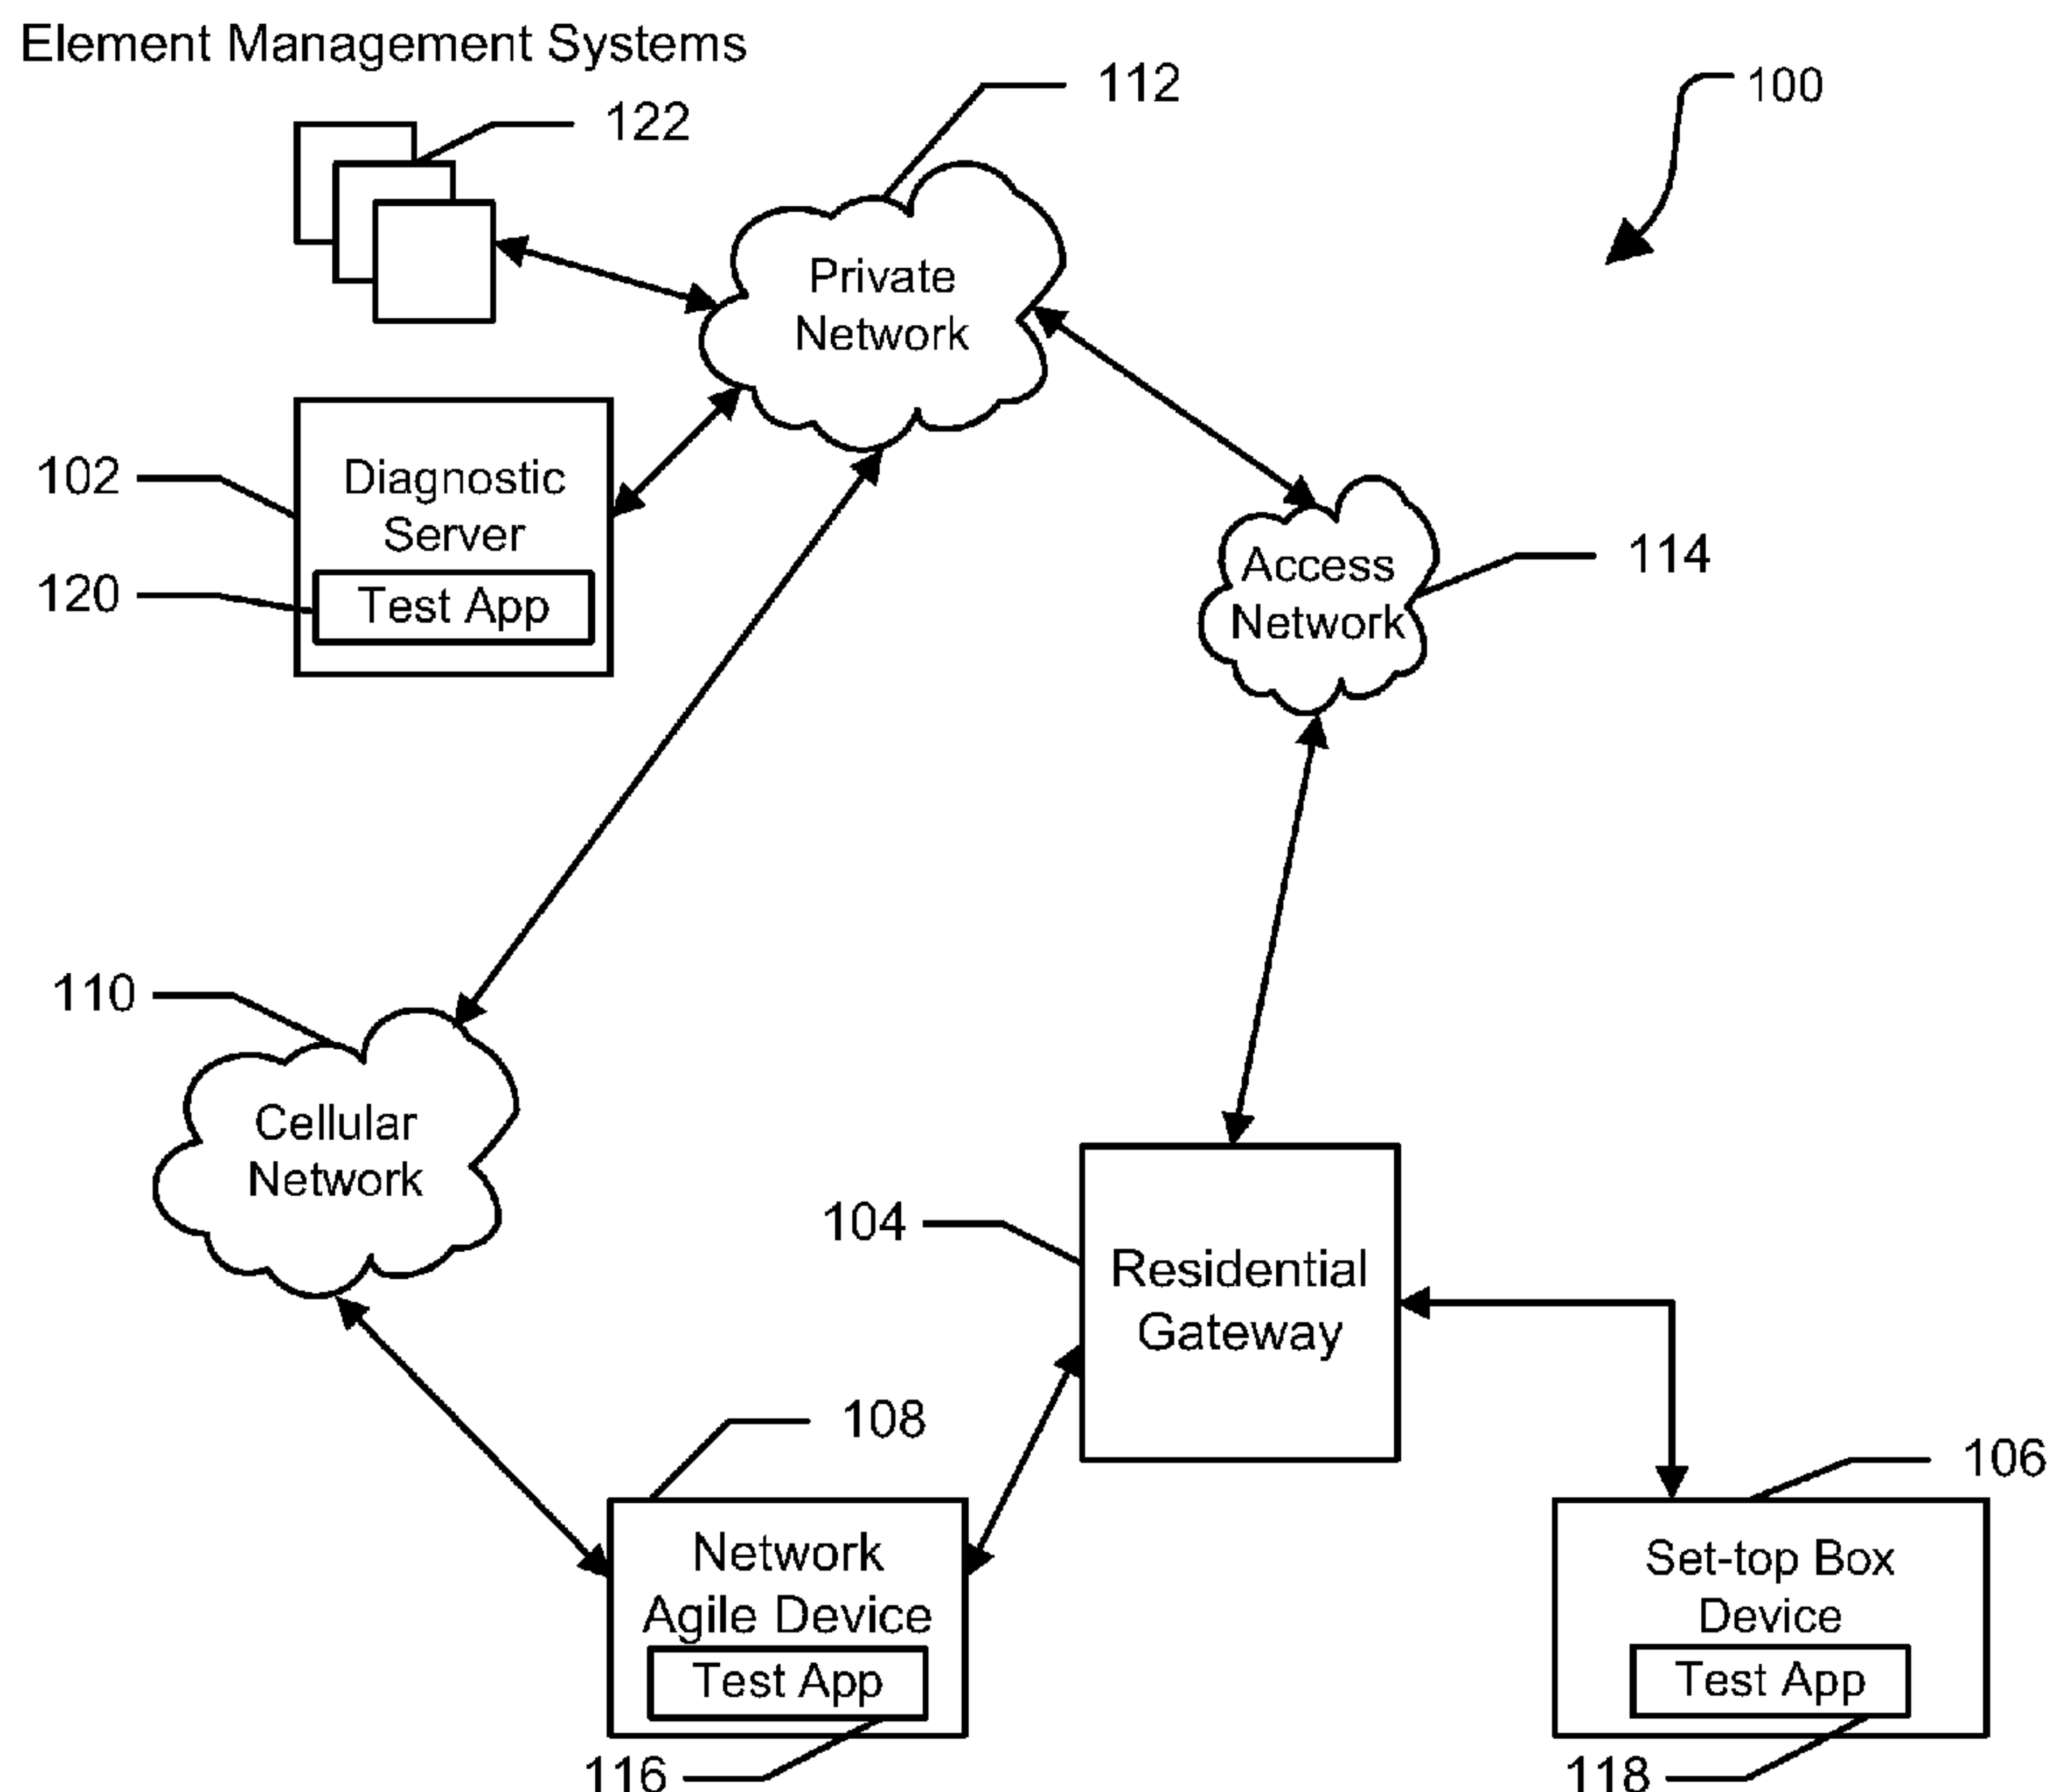 Element Management Systems
112
100
122
Private
Network
102
Diagnostic
Server
120
Test App
Access
Network
114
110
Cellular
Network
104
Residential
Gateway
108
106
Network
Agile Device
Test App
Set-top Box
Device
Test App
116
118